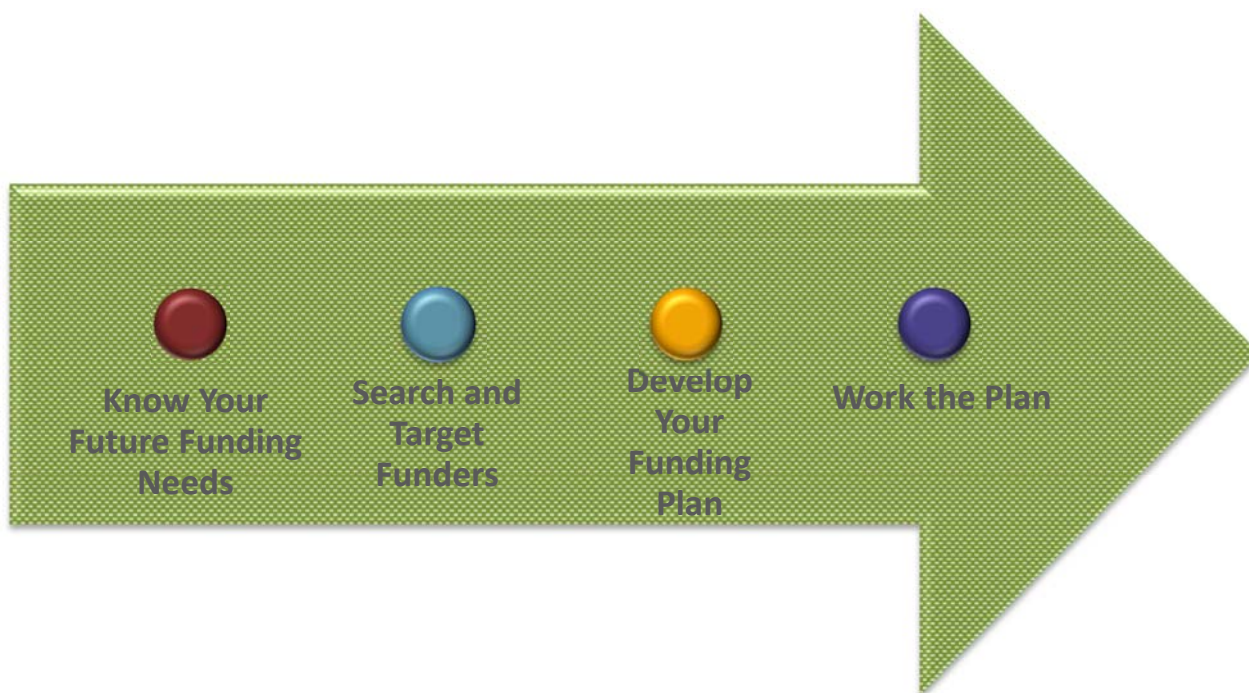 Know Your
Future Funding
Needs
Search and
Target
Funders
Develop
Your
Funding
Plan
Work the Plan